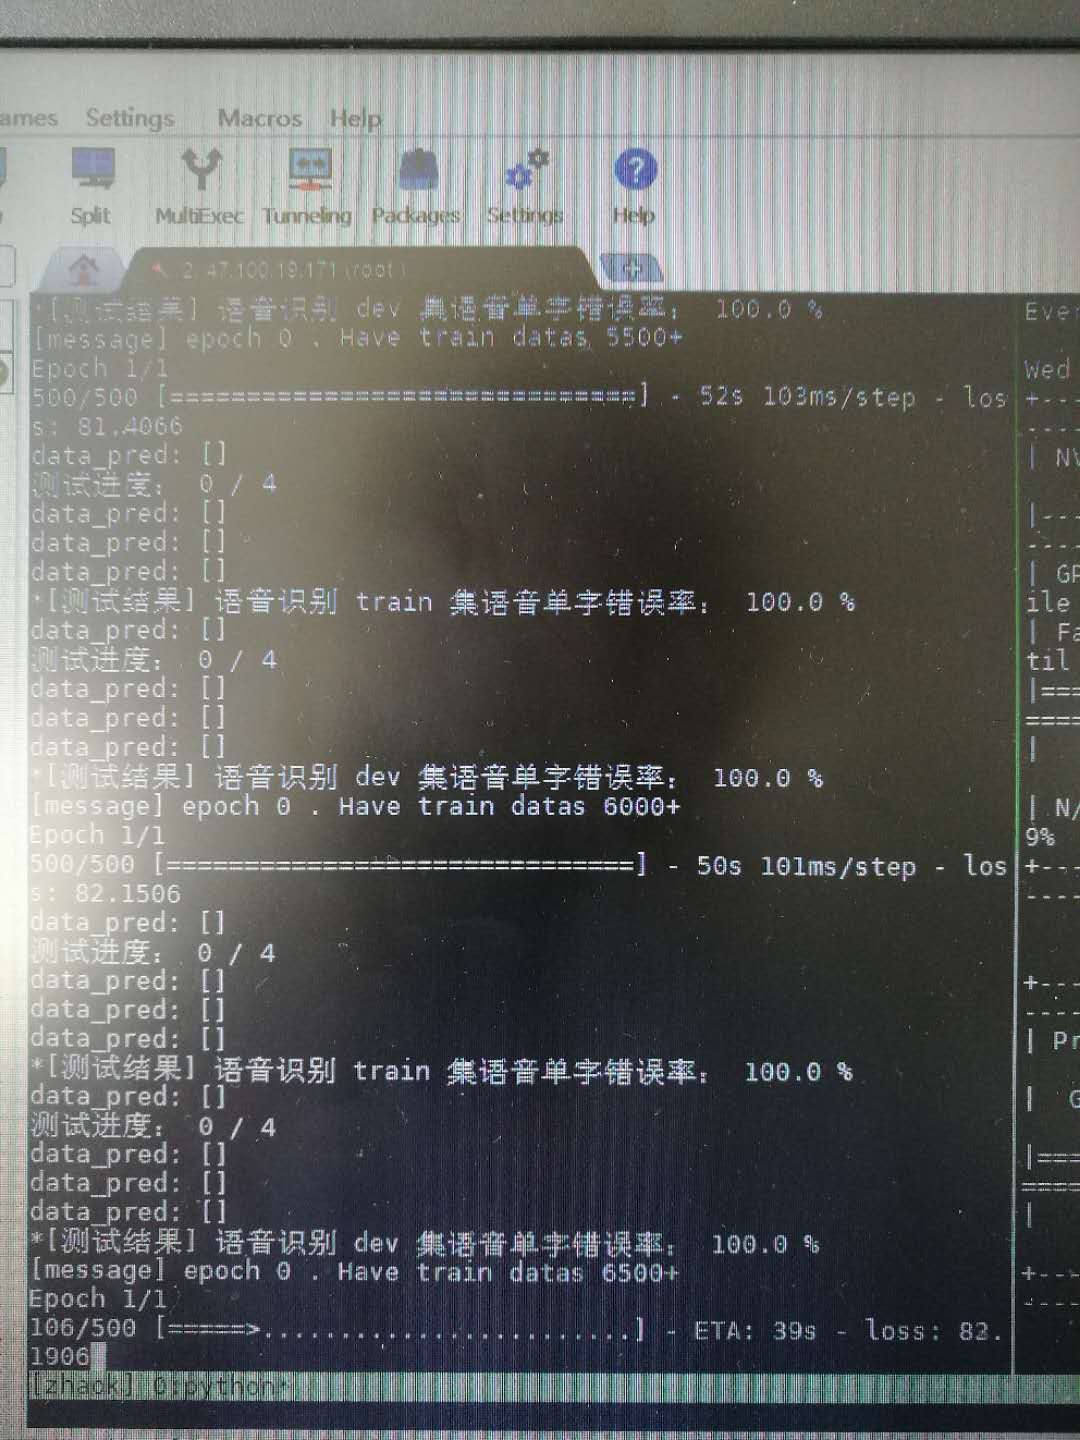 ames Settings Macros Help
Split MultiExec Tunneling Packages Settings Help
2. 47.100.19.171 (root)
*[测试结果] 语音识别 dev 集语音单字错误率： 100.0 %
[message] epoch 0 . Have train datas 5500+
Epoch 1/1
500/500 [==============================] - 52s 103ms/step - los
s: 81.4066
data_pred: []
测试进度： 0 / 4
data_pred: []
data_pred: []
data_pred: []
*[测试结果] 语音识别 train 集语音单字错误率： 100.0 %
data_pred: []
测试进度： 0 / 4
data_pred: []
data_pred: []
data_pred: []
*[测试结果] 语音识别 dev 集语音单字错误率： 100.0 %
[message] epoch 0 . Have train datas 6000+
Epoch 1/1
500/500 [==============================] - 50s 101ms/step - los
s: 82.1506
data_pred: []
测试进度： 0 / 4
data_pred: []
data_pred: []
data_pred: []
*[测试结果] 语音识别 train 集语音单字错误率： 100.0 %
data_pred: []
测试进度： 0 / 4
data_pred: []
data_pred: []
data_pred: []
*[测试结果] 语音识别 dev 集语音单字错误率： 100.0 %
[message] epoch 0 . Have train datas 6500+
Epoch 1/1
106/500 [=====>........................] - ETA: 39s - loss: 82.
1906
[zhaok] 0:python*
Ever
Wed
+---
----
| NV
|---
----
| GP
ile
| Fa
til
|===
====
|
| N/
9%
+---
----
+---
----
| Pr
| G
|===
====
|
+---
----